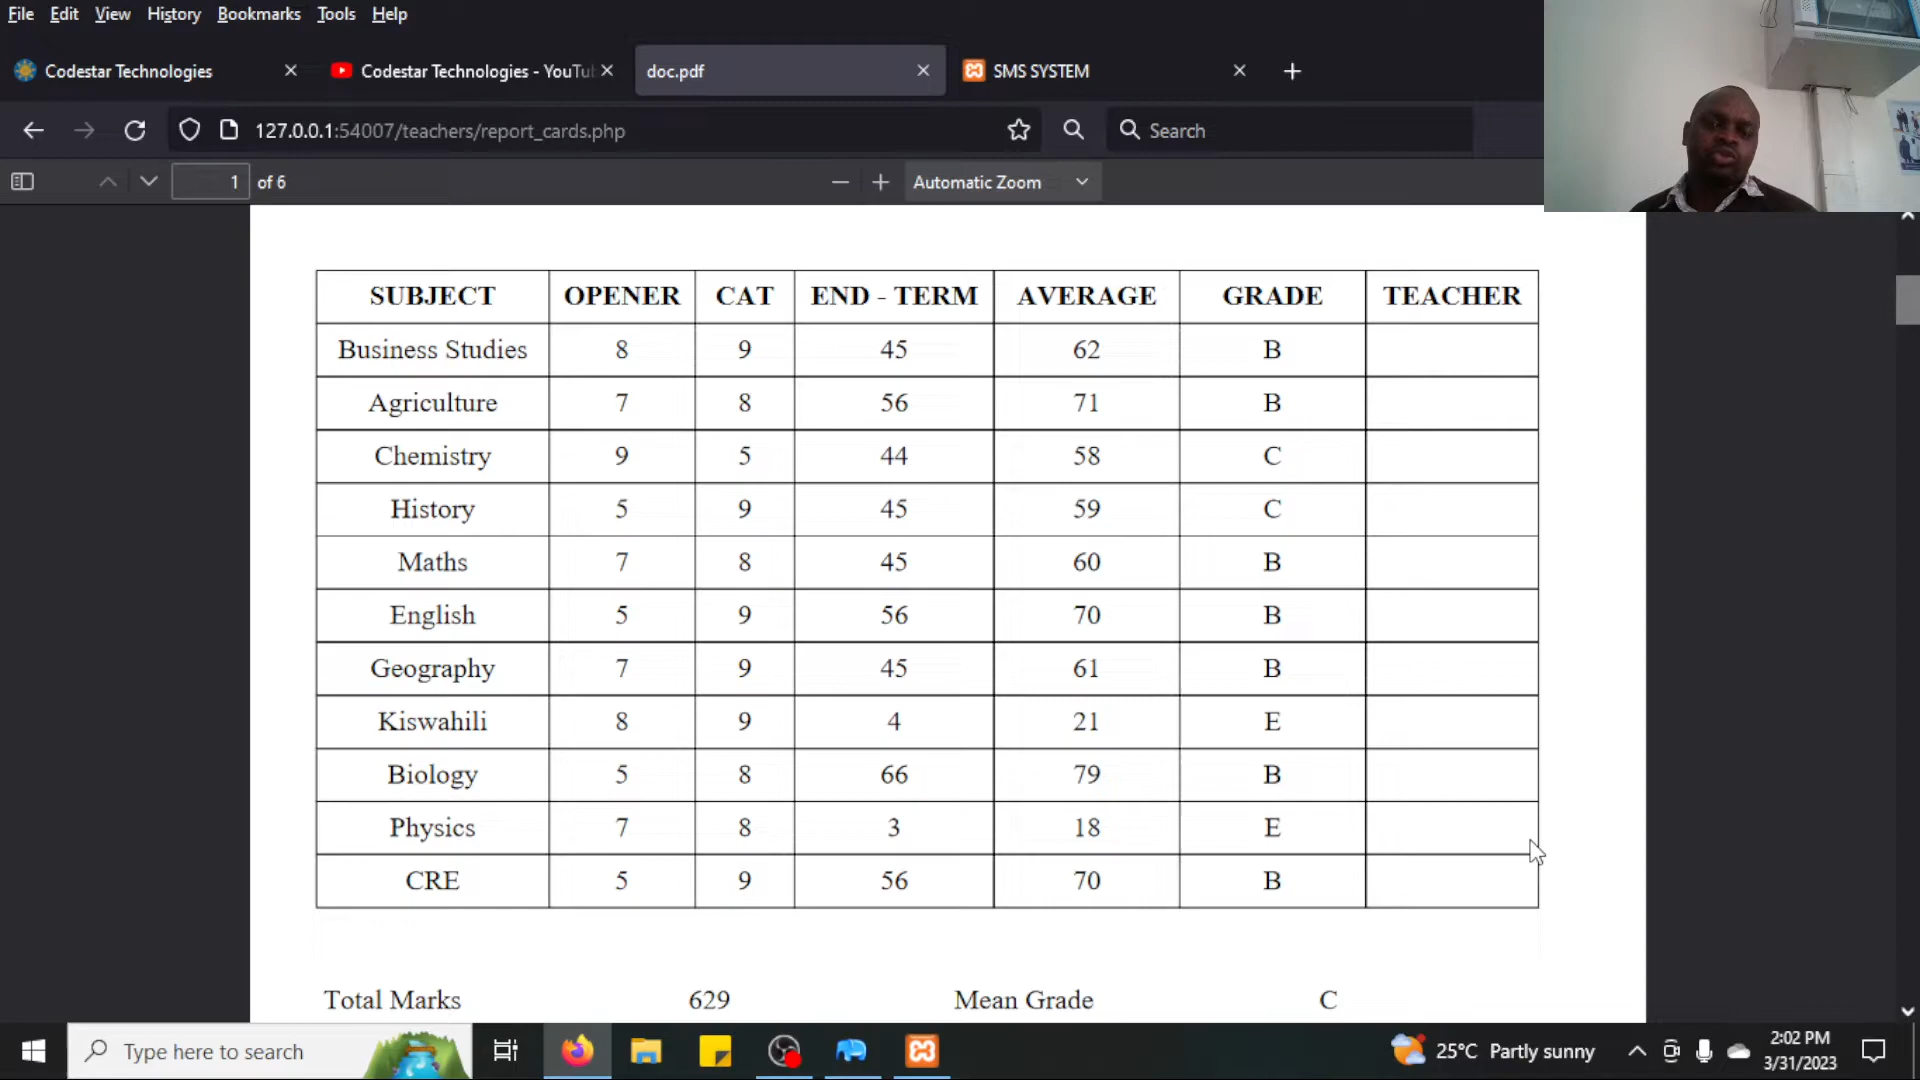 File Edit View History Bookmarks Tools Help
Codestar Technologies Codestar Technologies - YouTu doc.pdf SMS SYSTEM
127.0.0.1:54007/teachers/report_cards.php Search
1 of 6 Automatic Zoom
SUBJECT OPENER CAT END - TERM AVERAGE GRADE TEACHER
Business Studies 8 9 45 62 B
Agriculture 7 8 56 71 B
Chemistry 9 5 44 58 C
History 5 9 45 59 C
Maths 7 8 45 60 B
English 5 9 56 70 B
Geography 7 9 45 61 B
Kiswahili 8 9 4 21 E
Biology 5 8 66 79 B
Physics 7 8 3 18 E
CRE 5 9 56 70 B
Total Marks 629 Mean Grade C
Type here to search 25°C Partly sunny 2:02 PM
3/31/2023